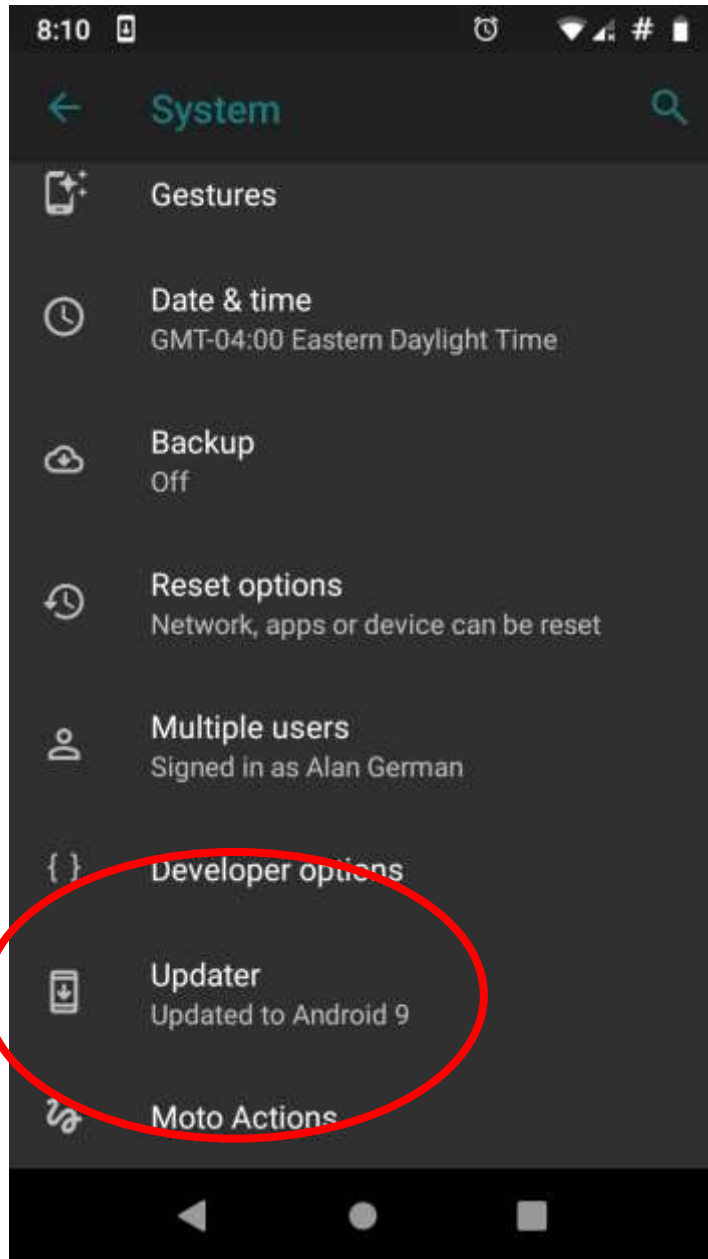 8:10 #
System
Gestures
Date & time
GMT-04:00 Eastern Daylight Time
Backup
Off
Reset options
Network, apps or device can be reset
Multiple users
Signed in as Alan German
{ } Developer options
Updater
Updated to Android 9
Moto Actions